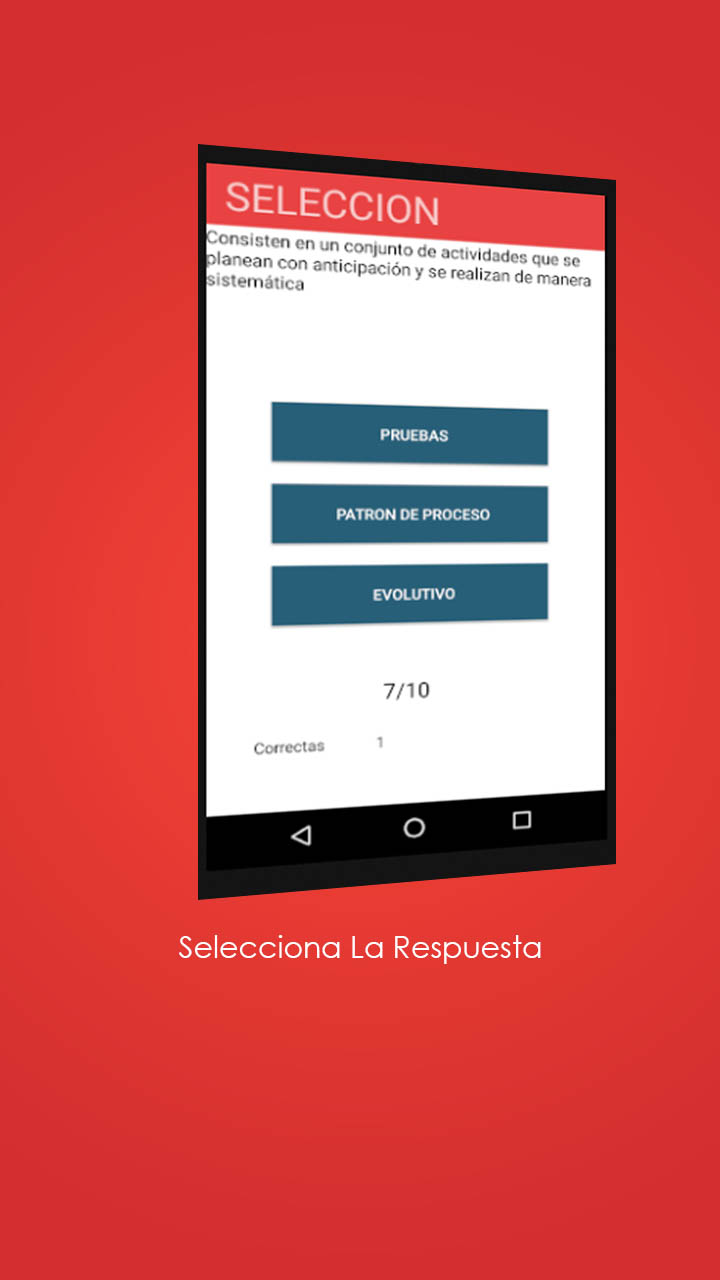 SELECCION
Consisten en un conjunto de actividades que se
planean con anticipación y se realizan de manera
sistemática
PRUEBAS
PATRON DE PROCESO
EVOLUTIVO
7/10
Correctas 1
Selecciona La Respuesta